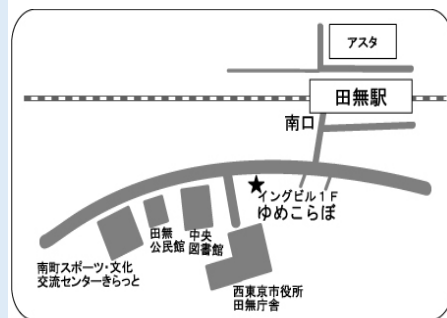 アスタ
田無駅
南口
イングビル1F
ゆめこらぼ
田無
公民館
中央
図書館
南町スポーツ・文化
交流センターきらっと
西東京市役所
田無庁舎